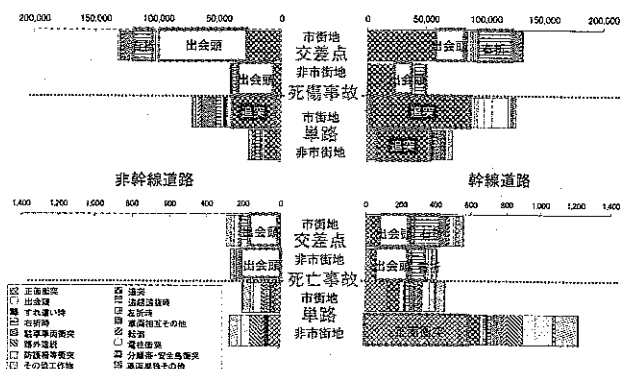 200,000 150,000 100,000 50,000 0
0 50,000 100,000 150,000 200,000
市街地
交差点
非市街地
死傷事故
市街地
単路
非市街地
右折 出会頭
出会頭 右折
出会頭
出会頭
追突
追突
追突
非幹線道路 幹線道路
1,400 1,200 1,000 800 600 400 200 0
0 200 400 600 800 1,000 1,200 1,400
市街地
交差点
非市街地
死亡事故
市街地
単路
非市街地
出会頭
出会頭 右折
出会頭
出会頭
正面衝突
正面衝突 追突
出会頭 追越追抜時
すれ違い時 左折時
右折時 車両相互その他
駐停車両衝突 転倒
路外逸脱 電柱衝突
防護柵等衝突 分離帯・安全島衝突
その他工作物 車両単独その他